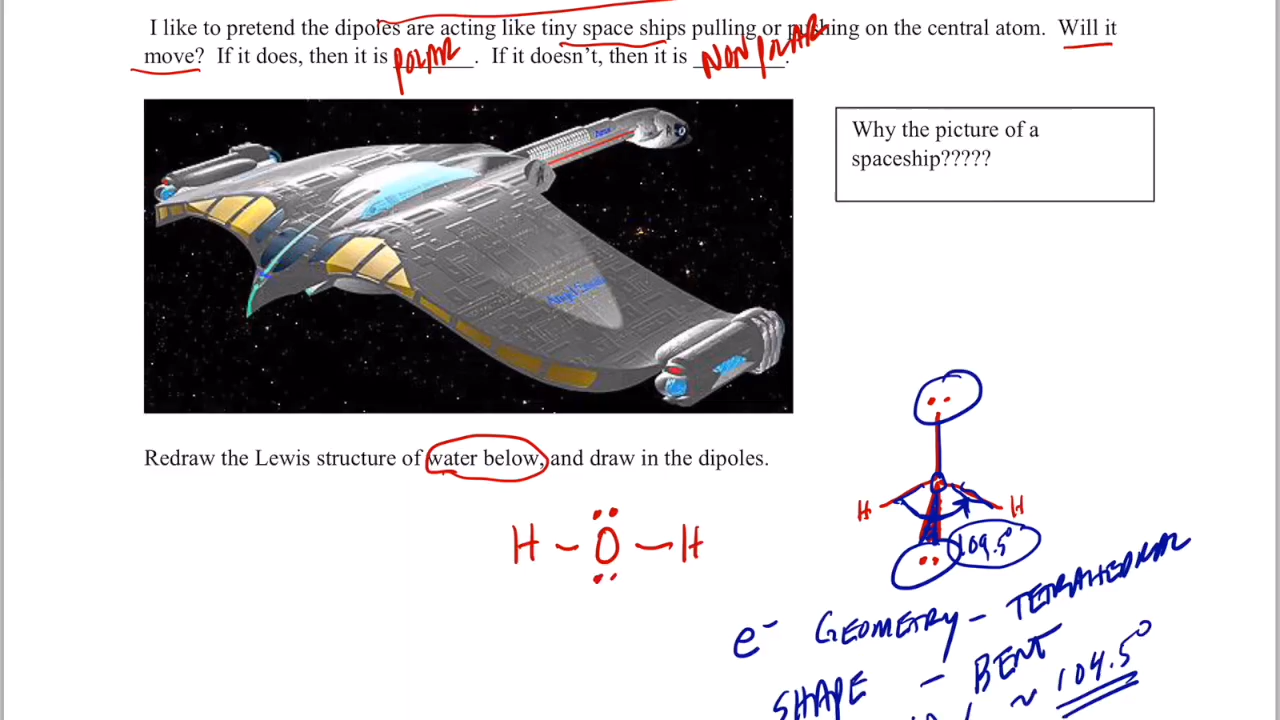 I like to pretend the dipoles are acting like tiny space ships pulling or pushing on the central atom. Will it
move? If it does, then it is POLAR. If it doesn't, then it is NONPOLAR.
Why the picture of a
spaceship?????
Redraw the Lewis structure of water below, and draw in the dipoles.
H - O - H
H H
109.5°
e⁻ GEOMETRY - TETRAHEDRAL
SHAPE - BENT
~ 104.5°